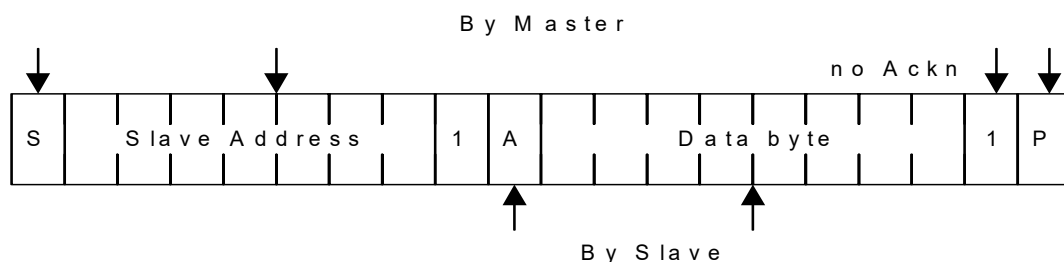 By Master
no Ackn
S Slave Address 1 A Data byte 1 P
By Slave